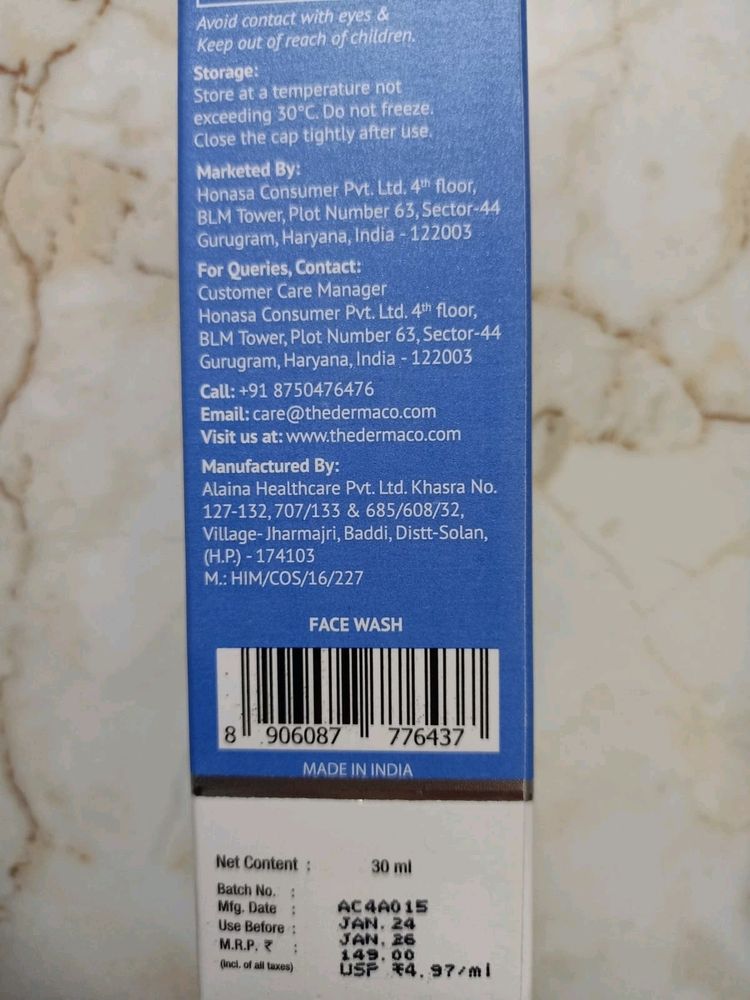 Avoid contact with eyes &
Keep out of reach of children.
Storage:
Store at a temperature not
exceeding 30°C. Do not freeze.
Close the cap tightly after use.
Marketed By:
Honasa Consumer Pvt. Ltd. 4th floor,
BLM Tower, Plot Number 63, Sector-44
Gurugram, Haryana, India - 122003
For Queries, Contact:
Customer Care Manager
Honasa Consumer Pvt. Ltd. 4th floor,
BLM Tower, Plot Number 63, Sector-44
Gurugram, Haryana, India - 122003
Call: +91 8750476476
Email: care@thedermaco.com
Visit us at: www.thedermaco.com
Manufactured By:
Alaina Healthcare Pvt. Ltd. Khasra No.
127-132, 707/133 & 685/608/32,
Village- Jharmajri, Baddi, Distt-Solan,
(H.P.) - 174103
M.: HIM/COS/16/227
FACE WASH
8 906087 776437
MADE IN INDIA
Net Content : 30 ml
Batch No. : AC4A015
Mfg. Date : JAN. 24
Use Before : JAN. 26
M.R.P. ₹ : 149.00
(incl. of all taxes) USP ₹4.97/ml